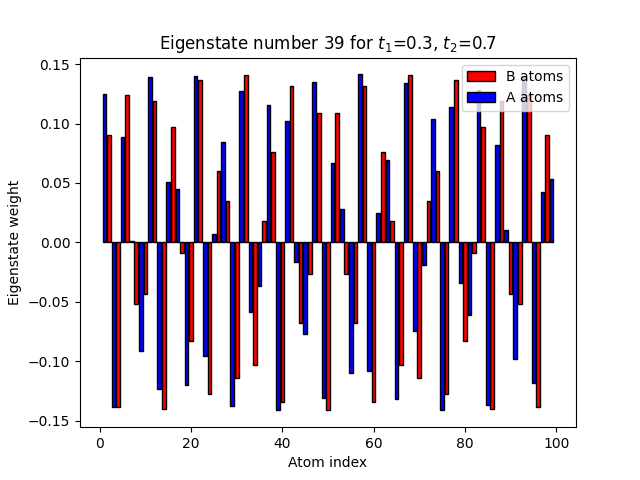 Eigenstate number 39 for t₁=0.3, t₂=0.7
B atoms
A atoms
Eigenstate weight
0.15
0.10
0.05
0.00
−0.05
−0.10
−0.15
0 20 40 60 80 100
Atom index